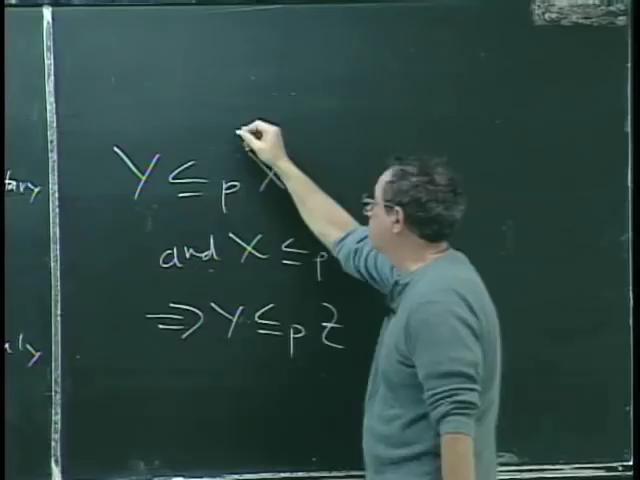 Y ≤p X
and X ≤p
⇒ Y ≤p Z